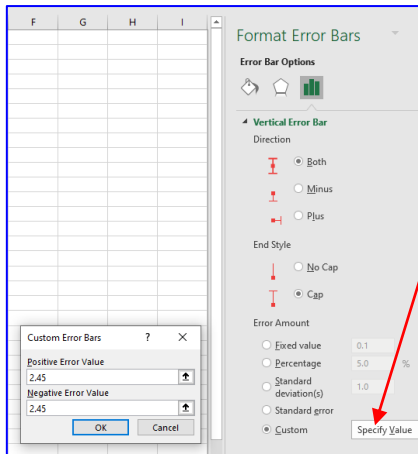 F G H I
Format Error Bars
Error Bar Options
Vertical Error Bar
Direction
Both
Minus
Plus
End Style
No Cap
Cap
Error Amount
Fixed value 0.1
Percentage 5.0 %
Standard deviation(s) 1.0
Standard error
Custom Specify Value
Custom Error Bars ? ×
Positive Error Value
2.45
Negative Error Value
2.45
OK Cancel